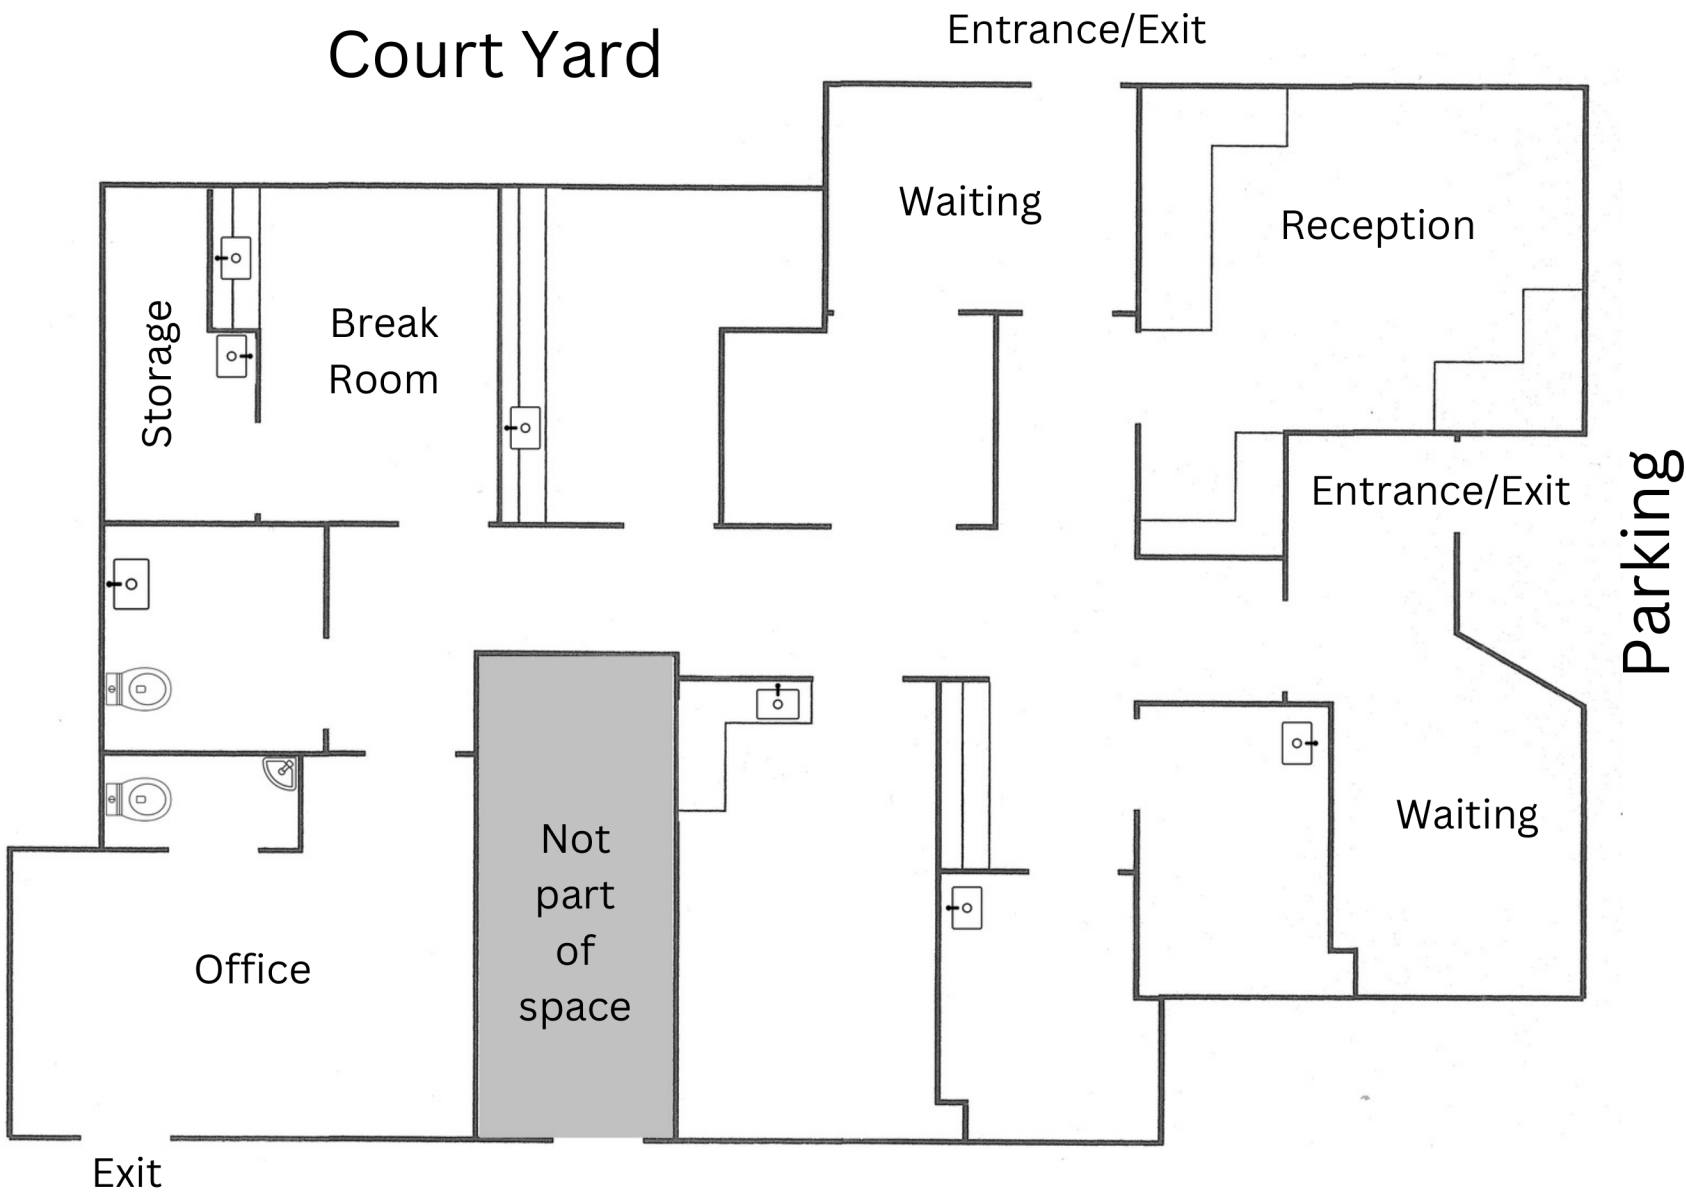 Entrance/Exit
Court Yard
Waiting
Reception
Storage
Break
Room
Entrance/Exit
Parking
Not
part
of
space
Waiting
Office
Exit